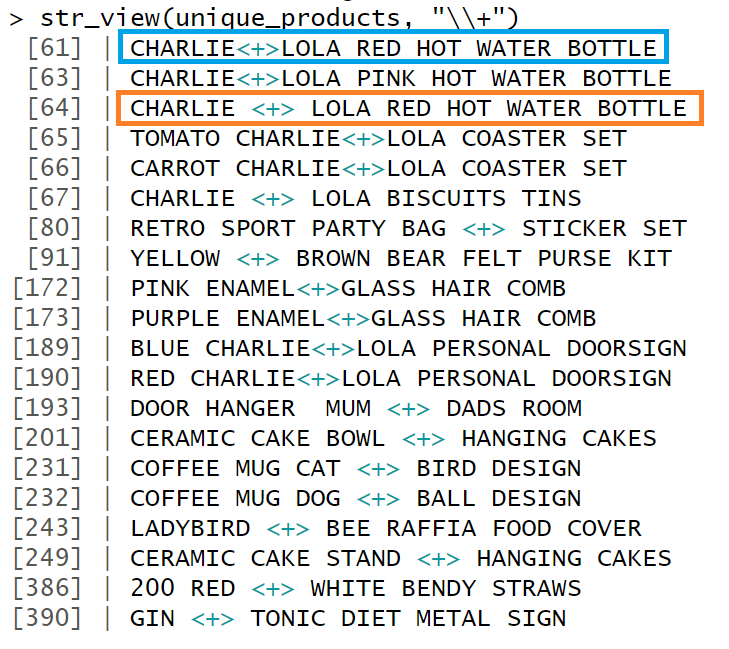 > str_view(unique_products, "\\+")
[61] | CHARLIE<+>LOLA RED HOT WATER BOTTLE
[63] | CHARLIE<+>LOLA PINK HOT WATER BOTTLE
[64] | CHARLIE <+> LOLA RED HOT WATER BOTTLE
[65] | TOMATO CHARLIE<+>LOLA COASTER SET
[66] | CARROT CHARLIE<+>LOLA COASTER SET
[67] | CHARLIE <+> LOLA BISCUITS TINS
[80] | RETRO SPORT PARTY BAG <+> STICKER SET
[91] | YELLOW <+> BROWN BEAR FELT PURSE KIT
[172] | PINK ENAMEL<+>GLASS HAIR COMB
[173] | PURPLE ENAMEL<+>GLASS HAIR COMB
[189] | BLUE CHARLIE<+>LOLA PERSONAL DOORSIGN
[190] | RED CHARLIE<+>LOLA PERSONAL DOORSIGN
[193] | DOOR HANGER  MUM <+> DADS ROOM
[201] | CERAMIC CAKE BOWL <+> HANGING CAKES
[231] | COFFEE MUG CAT <+> BIRD DESIGN
[232] | COFFEE MUG DOG <+> BALL DESIGN
[243] | LADYBIRD <+> BEE RAFFIA FOOD COVER
[249] | CERAMIC CAKE STAND <+> HANGING CAKES
[386] | 200 RED <+> WHITE BENDY STRAWS
[390] | GIN <+> TONIC DIET METAL SIGN